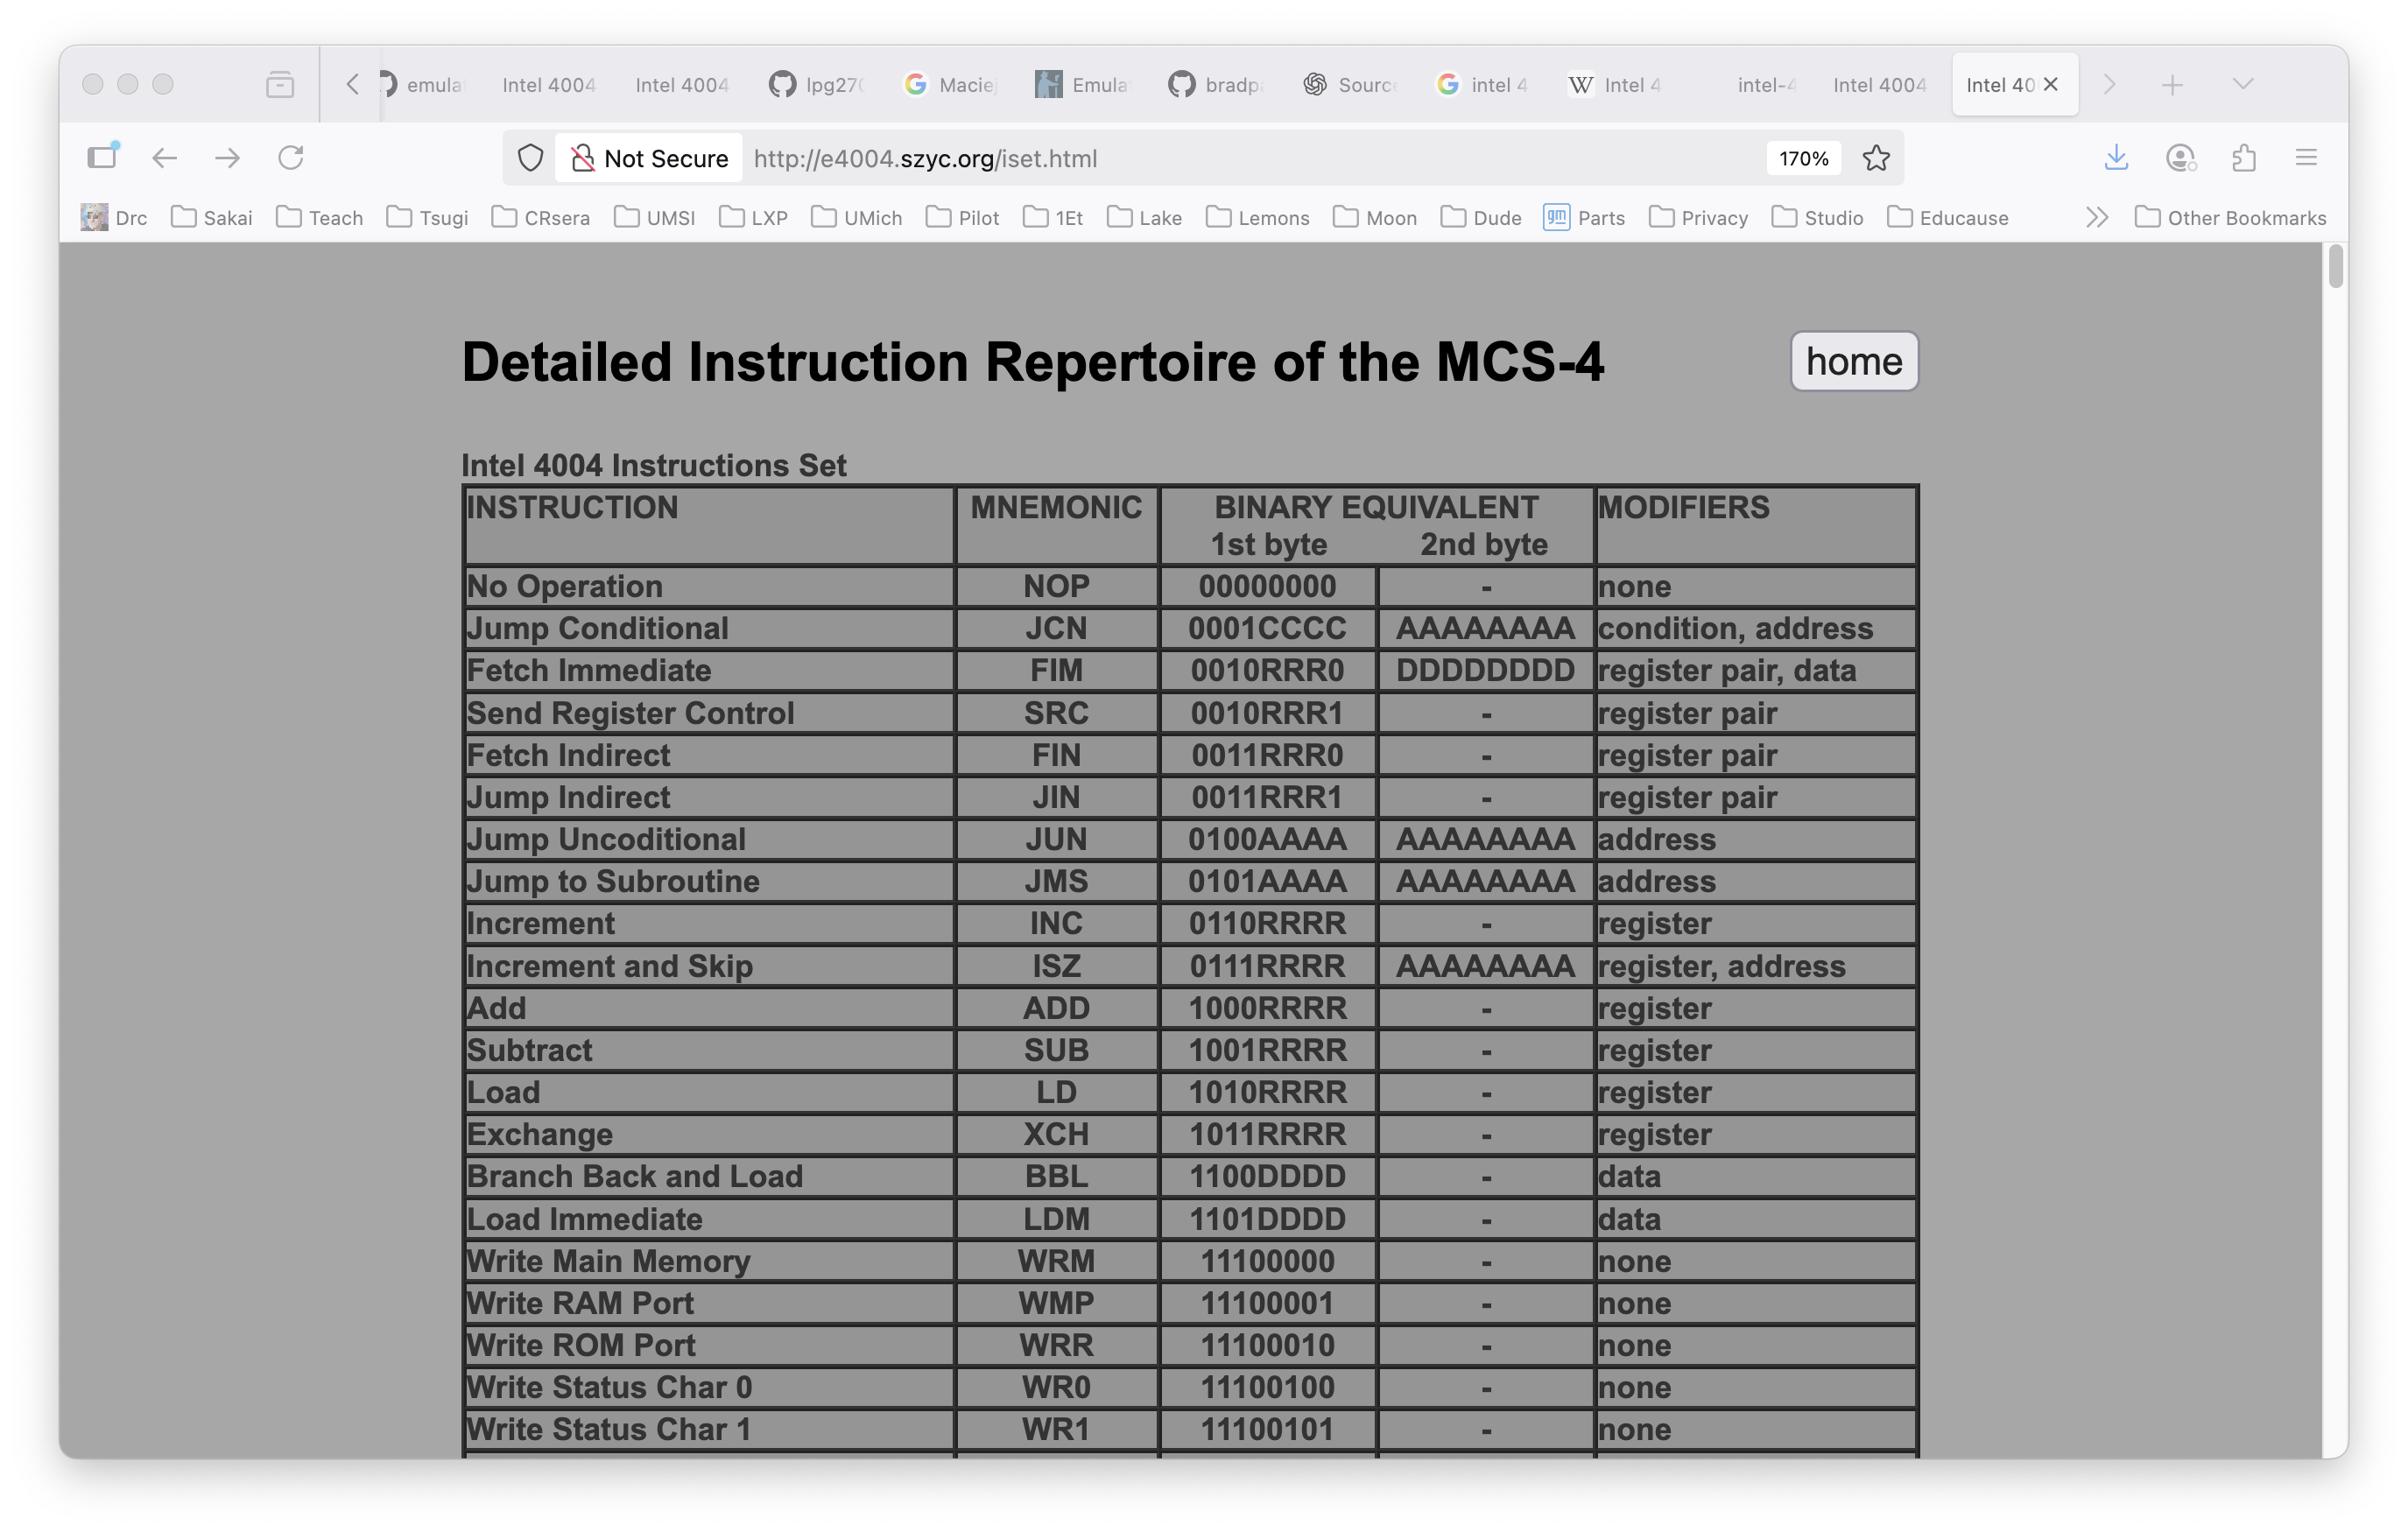 emula Intel 4004 Intel 4004 lpg27 Maciej Emula bradp Source intel 4 Intel 4 intel-4 Intel 4004 Intel 40
Not Secure http://e4004.szyc.org/iset.html 170%
Drc Sakai Teach Tsugi CRsera UMSI LXP UMich Pilot 1Et Lake Lemons Moon Dude gm Parts Privacy Studio Educause Other Bookmarks
Detailed Instruction Repertoire of the MCS-4 home
Intel 4004 Instructions Set
INSTRUCTION MNEMONIC BINARY EQUIVALENT MODIFIERS
1st byte 2nd byte
No Operation NOP 00000000 - none
Jump Conditional JCN 0001CCCC AAAAAAAA condition, address
Fetch Immediate FIM 0010RRR0 DDDDDDDD register pair, data
Send Register Control SRC 0010RRR1 - register pair
Fetch Indirect FIN 0011RRR0 - register pair
Jump Indirect JIN 0011RRR1 - register pair
Jump Uncoditional JUN 0100AAAA AAAAAAAA address
Jump to Subroutine JMS 0101AAAA AAAAAAAA address
Increment INC 0110RRRR - register
Increment and Skip ISZ 0111RRRR AAAAAAAA register, address
Add ADD 1000RRRR - register
Subtract SUB 1001RRRR - register
Load LD 1010RRRR - register
Exchange XCH 1011RRRR - register
Branch Back and Load BBL 1100DDDD - data
Load Immediate LDM 1101DDDD - data
Write Main Memory WRM 11100000 - none
Write RAM Port WMP 11100001 - none
Write ROM Port WRR 11100010 - none
Write Status Char 0 WR0 11100100 - none
Write Status Char 1 WR1 11100101 - none